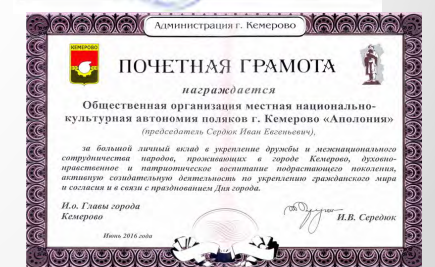 Администрация г. Кемерово
КЕМЕРОВО
ПОЧЕТНАЯ ГРАМОТА
награждается
Общественная организация местная национально-
культурная автономия поляков г. Кемерово «Аполония»
(председатель Сердюк Иван Евгеньевич),
за большой личный вклад в укрепление дружбы и межнационального
сотрудничества народов, проживающих в городе Кемерово, духовно-
нравственное и патриотическое воспитание подрастающего поколения,
активную созидательную деятельность по укреплению гражданского мира
и согласия и в связи с празднованием Дня города.
И.о. Главы города
Кемерово
И.В. Середюк
Июнь 2016 года